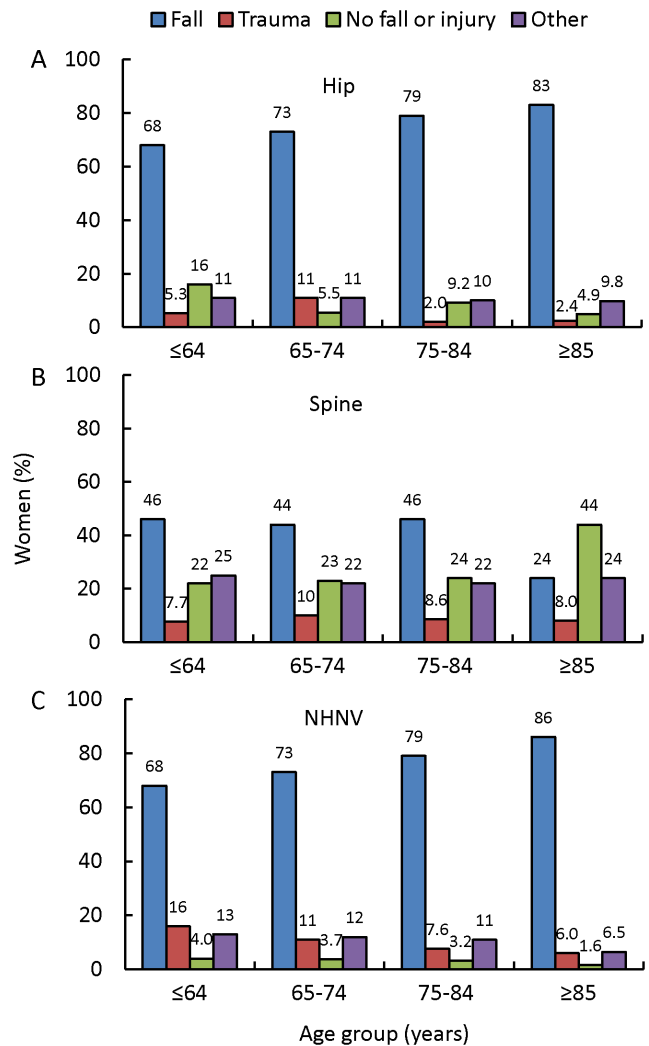 Fall Trauma No fall or injury Other
A
Hip
100
80
60
40
20
0
68 5.3 16 11
73 11 5.5 11
79 2.0 9.2 10
83 2.4 4.9 9.8
≤64 65-74 75-84 ≥85
B
Spine
Women (%)
100
80
60
40
20
0
46 7.7 22 25
44 10 23 22
46 8.6 24 22
24 8.0 44 24
≤64 65-74 75-84 ≥85
C
NHNV
100
80
60
40
20
0
68 16 4.0 13
73 11 3.7 12
79 7.6 3.2 11
86 6.0 1.6 6.5
≤64 65-74 75-84 ≥85
Age group (years)